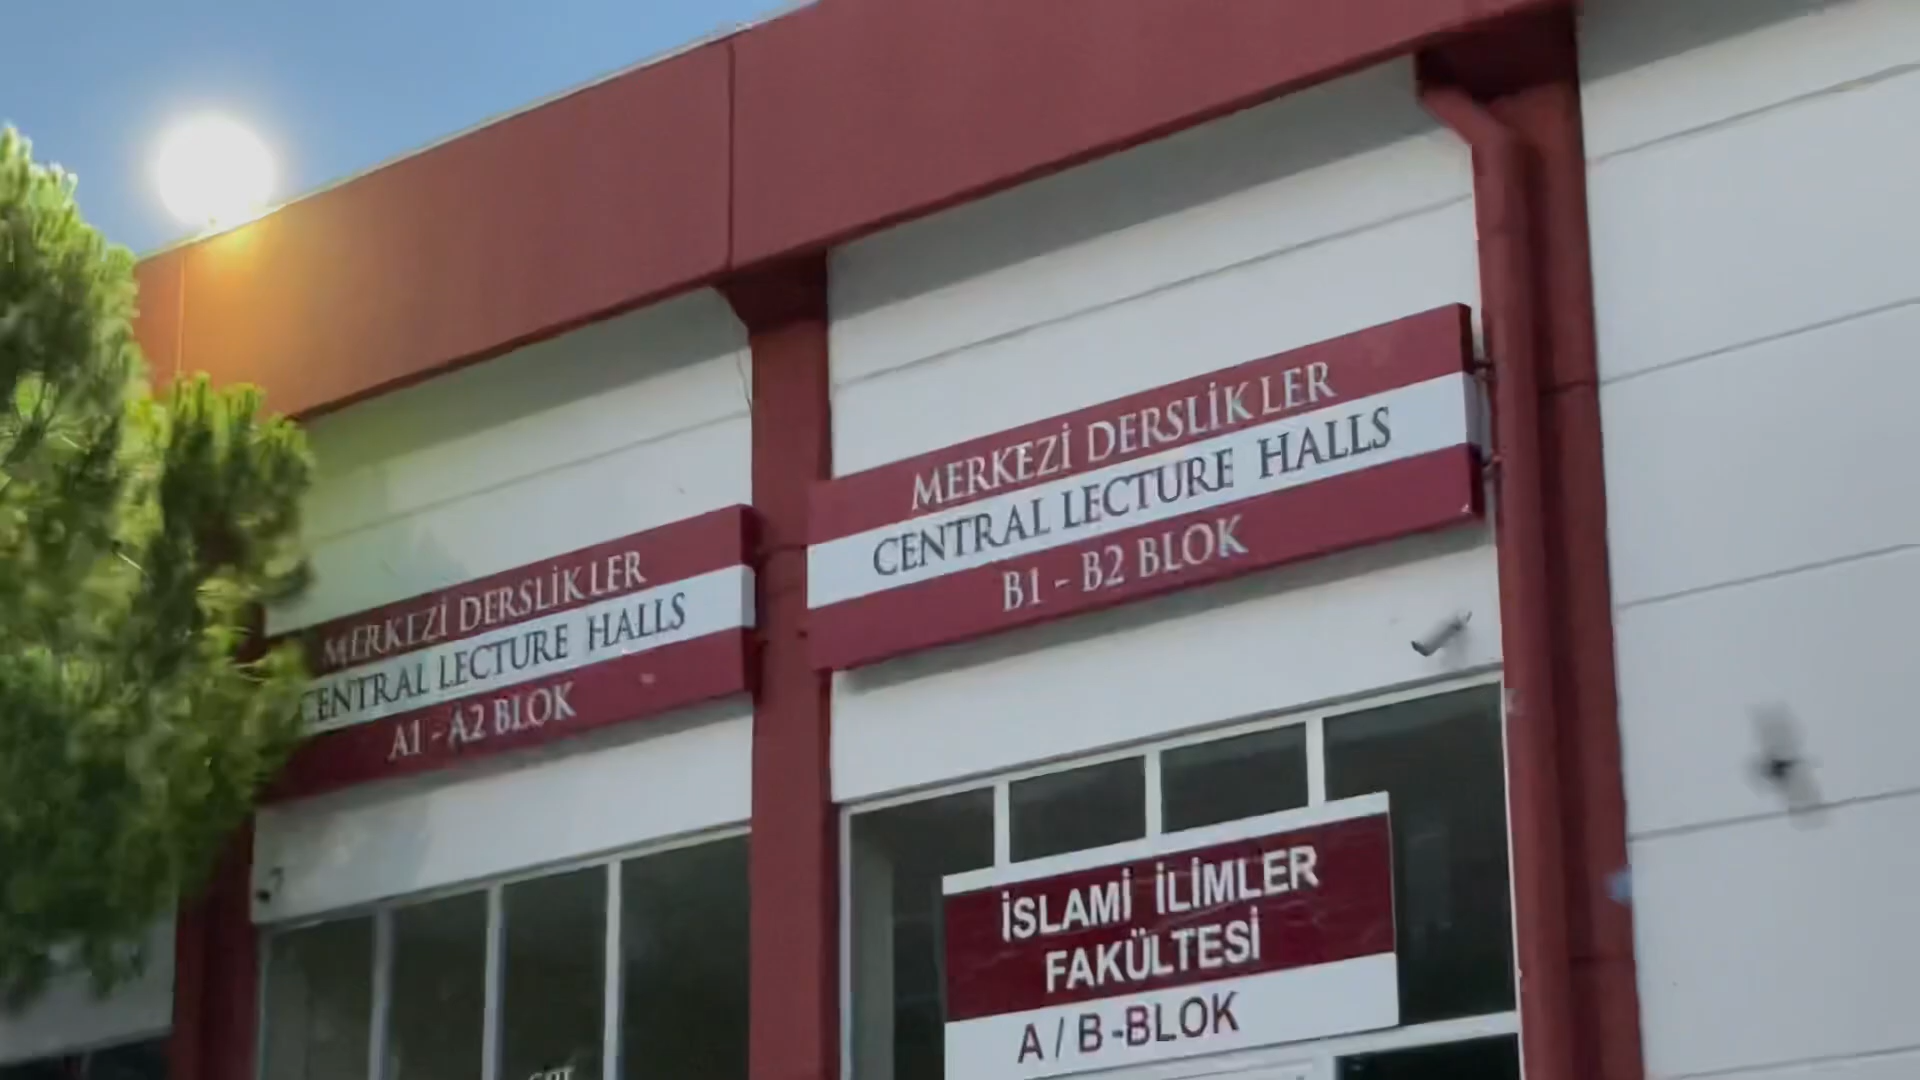 MERKEZİ DERSLİKLER
CENTRAL LECTURE HALLS
A1 - A2 BLOK
MERKEZİ DERSLİKLER
CENTRAL LECTURE HALLS
B1 - B2 BLOK
İSLAMİ İLİMLER
FAKÜLTESİ
A / B -BLOK